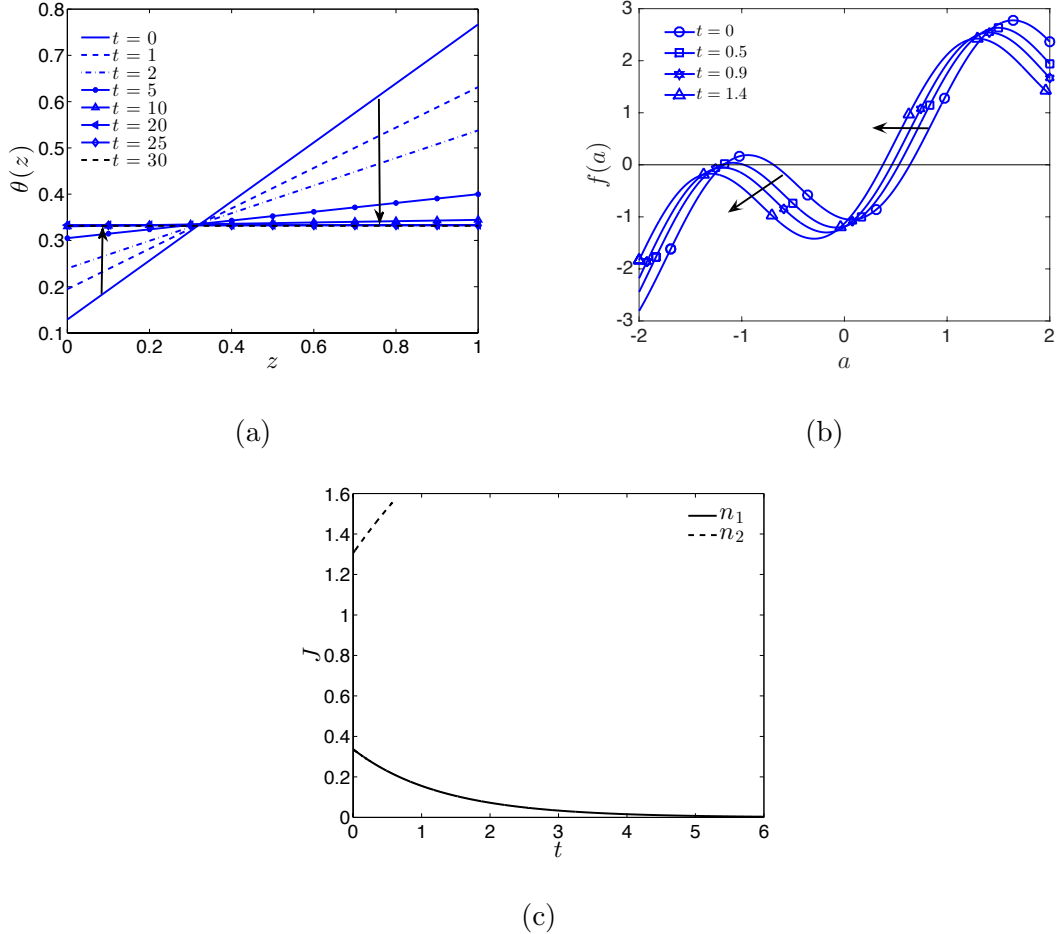 0.8
0.7
0.6
0.5
0.4
0.3
0.2
0.1
θ(z)
t = 0
t = 1
t = 2
t = 5
t = 10
t = 20
t = 25
t = 30
0 0.2 0.4 0.6 0.8 1
z
(a)
3
2
1
0
-1
-2
-3
f(a)
t = 0
t = 0.5
t = 0.9
t = 1.4
-2 -1 0 1 2
a
(b)
1.6
1.4
1.2
1
0.8
0.6
0.4
0.2
0
J
n₁
n₂
0 1 2 3 4 5 6
t
(c)